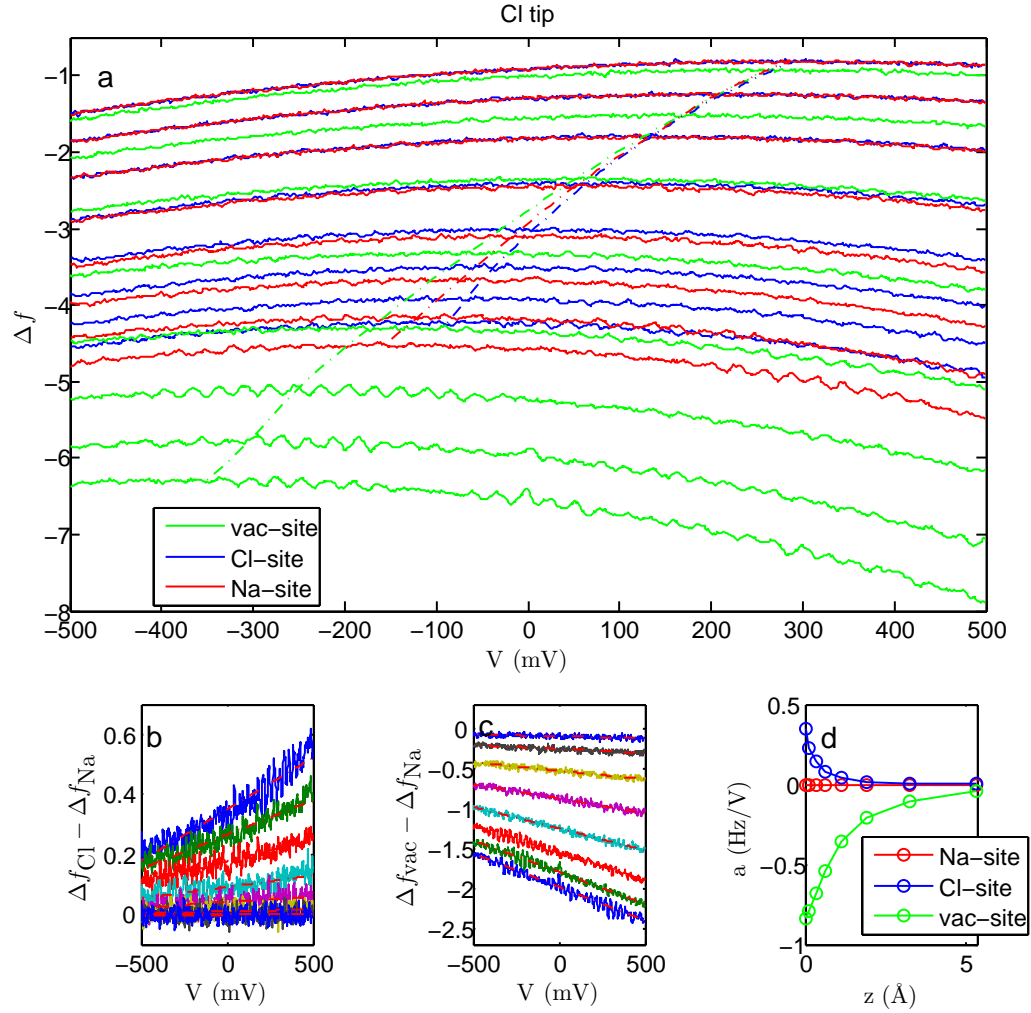 Cl tip
a
−1
−2
−3
−4
−5
−6
−7
−8
Δf
vac−site
Cl−site
Na−site
−500 −400 −300 −200 −100 0 100 200 300 400 500
V (mV)
b
0.6
0.4
0.2
0
Δf_Cl − Δf_Na
−500 0 500
V (mV)
c
0
−0.5
−1
−1.5
−2
−2.5
Δf_vac − Δf_Na
−500 0 500
V (mV)
d
0.5
0
−0.5
−1
a (Hz/V)
Na−site
Cl−site
vac−site
0 5
z (Å)